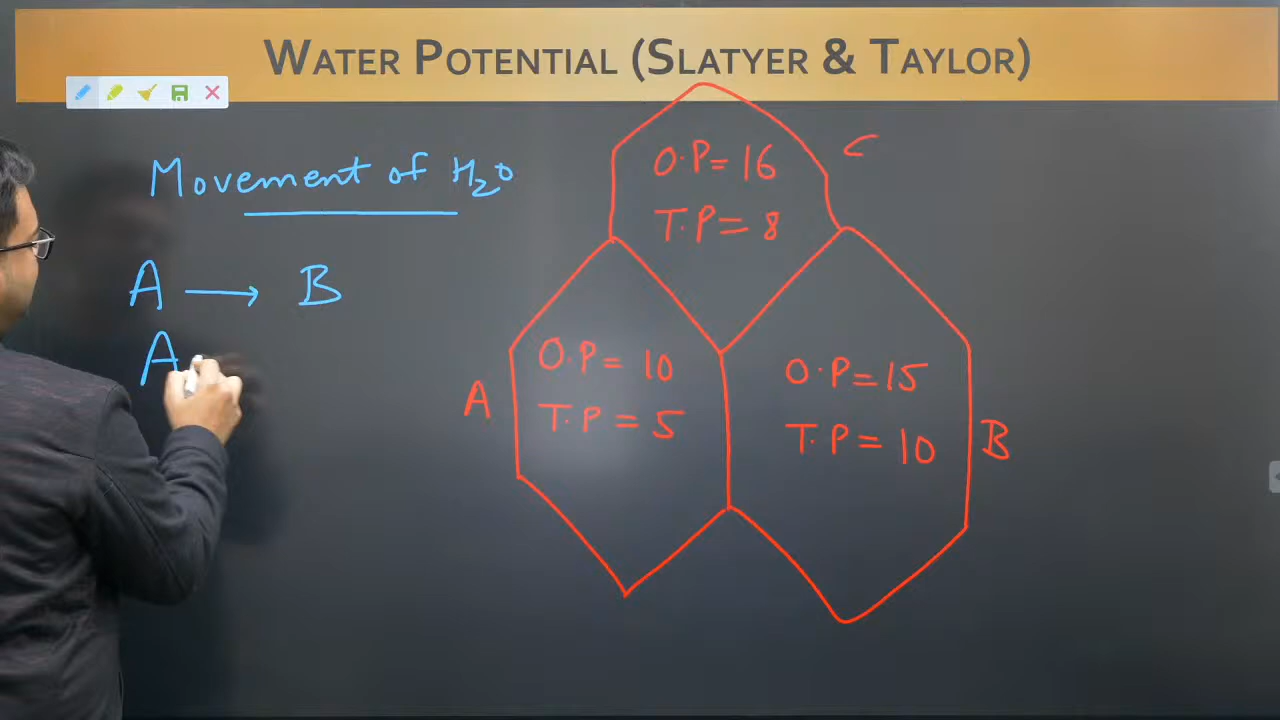 WATER POTENTIAL (SLATYER & TAYLOR)
Movement of H2O
A → B
A
O.P = 16
T.P = 8
C
O.P = 10
T.P = 5
A
O.P = 15
T.P = 10
B